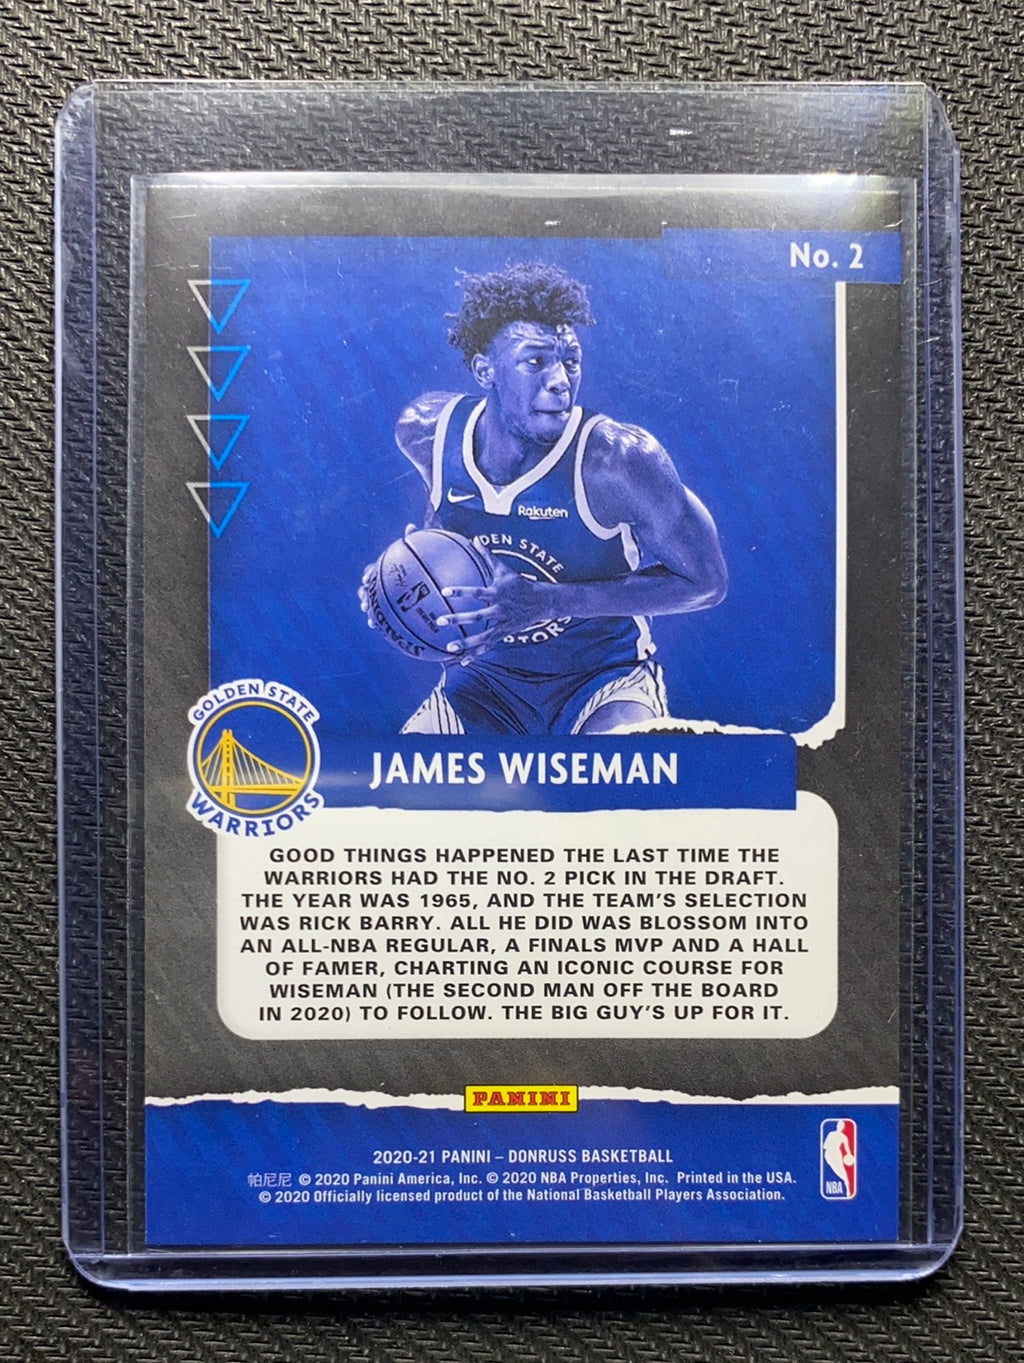 No. 2
Rakuten
DEN STATE
SPALDING
GOLDEN STATE
WARRIORS
JAMES WISEMAN
GOOD THINGS HAPPENED THE LAST TIME THE
WARRIORS HAD THE NO. 2 PICK IN THE DRAFT.
THE YEAR WAS 1965, AND THE TEAM'S SELECTION
WAS RICK BARRY. ALL HE DID WAS BLOSSOM INTO
AN ALL-NBA REGULAR, A FINALS MVP AND A HALL
OF FAMER, CHARTING AN ICONIC COURSE FOR
WISEMAN (THE SECOND MAN OFF THE BOARD
IN 2020) TO FOLLOW. THE BIG GUY'S UP FOR IT.
PANINI
2020-21 PANINI – DONRUSS BASKETBALL
帕尼尼 © 2020 Panini America, Inc. © 2020 NBA Properties, Inc. Printed in the USA.
© 2020 Officially licensed product of the National Basketball Players Association.
NBA